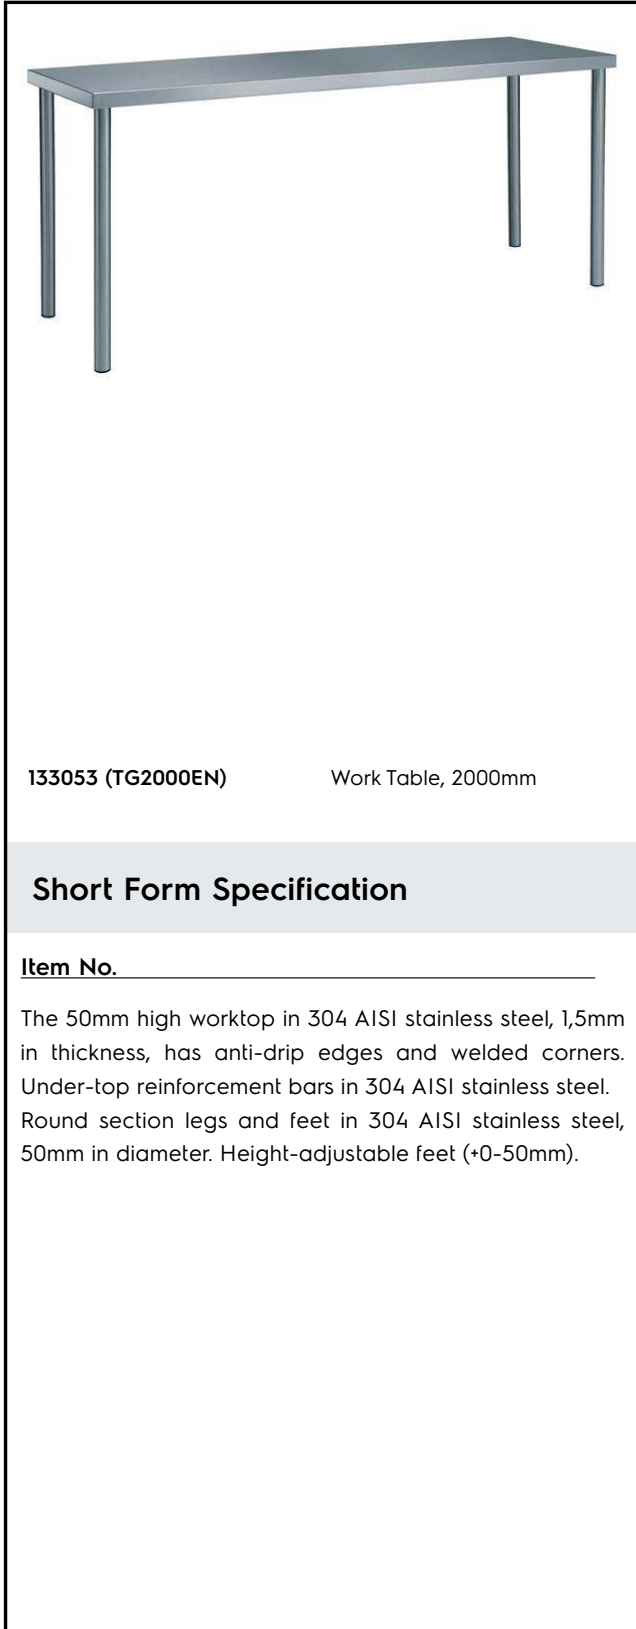 133053 (TG2000EN) Work Table, 2000mm
Short Form Specification
Item No.
The 50mm high worktop in 304 AISI stainless steel, 1,5mm
in thickness, has anti-drip edges and welded corners.
Under-top reinforcement bars in 304 AISI stainless steel.
Round section legs and feet in 304 AISI stainless steel,
50mm in diameter. Height-adjustable feet (+0-50mm).